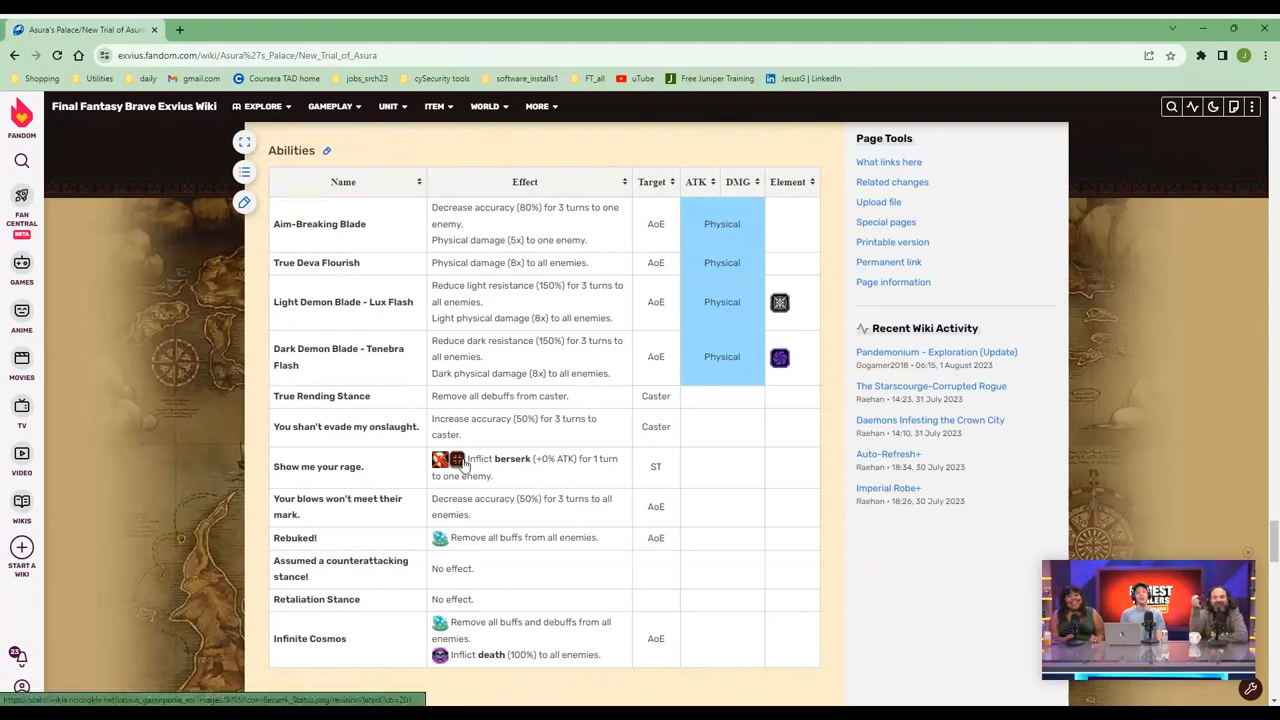 Asura's Palace/New Trial of Asura
exvius.fandom.com/wiki/Asura%27s_Palace/New_Trial_of_Asura
J
Shopping
Utilities
daily
gmail.com
Coursera TAD home
jobs_srch23
cySecurity tools
software_installs1
FT_all
uTube
Free Juniper Training
JesusG | LinkedIn
Final Fantasy Brave Exvius Wiki
EXPLORE
GAMEPLAY
UNIT
ITEM
WORLD
MORE
FANDOM
FAN
CENTRAL
BETA
GAMES
ANIME
MOVIES
TV
VIDEO
WIKIS
START A
WIKI
23
Abilities
Name
Effect
Target
ATK
DMG
Element
Aim-Breaking Blade
Decrease accuracy (80%) for 3 turns to one
enemy.
Physical damage (5x) to one enemy.
AoE
Physical
True Deva Flourish
Physical damage (8x) to all enemies.
AoE
Physical
Light Demon Blade - Lux Flash
Reduce light resistance (150%) for 3 turns to
all enemies.
Light physical damage (8x) to all enemies.
AoE
Physical
Dark Demon Blade - Tenebra
Flash
Reduce dark resistance (150%) for 3 turns to
all enemies.
Dark physical damage (8x) to all enemies.
AoE
Physical
True Rending Stance
Remove all debuffs from caster.
Caster
You shan't evade my onslaught.
Increase accuracy (50%) for 3 turns to
caster.
Caster
Show me your rage.
Inflict berserk (+0% ATK) for 1 turn
to one enemy.
ST
Your blows won't meet their
mark.
Decrease accuracy (50%) for 3 turns to all
enemies.
AoE
Rebuked!
Remove all buffs from all enemies.
AoE
Assumed a counterattacking
stance!
No effect.
Retaliation Stance
No effect.
Infinite Cosmos
Remove all buffs and debuffs from all
enemies.
Inflict death (100%) to all enemies.
AoE
Page Tools
What links here
Related changes
Upload file
Special pages
Printable version
Permanent link
Page information
Recent Wiki Activity
Pandemonium - Exploration (Update)
Gogamer2018 • 06:15, 1 August 2023
The Starscourge-Corrupted Rogue
Raehan • 14:23, 31 July 2023
Daemons Infesting the Crown City
Raehan • 14:10, 31 July 2023
Auto-Refresh+
Raehan • 18:34, 30 July 2023
Imperial Robe+
Raehan • 18:26, 30 July 2023